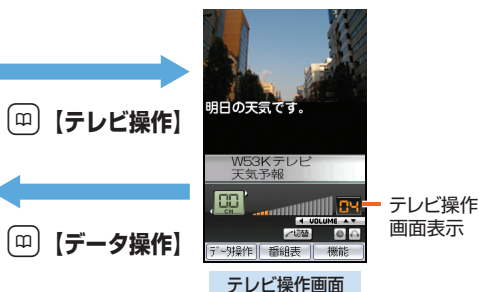 【テレビ操作】
【データ操作】
明日の天気です。
W53Kテレビ
天気予報
00
CH
04
VOLUME
切替
データ操作
番組表
機能
テレビ操作
画面表示
テレビ操作画面